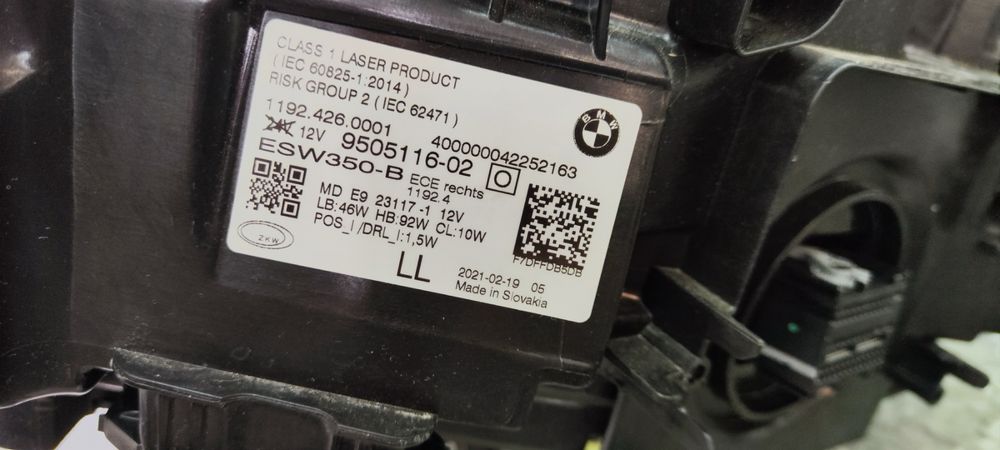 CLASS 1 LASER PRODUCT
(IEC 60825-1:2014)
RISK GROUP 2 (IEC 62471)
1192.426.0001 400000042252163
24V 12V 9505116-02 O
ESW350-B ECE rechts
1192.4
MD E9 23117-1 12V
LB:46W HB:92W CL:10W
POS_I/DRL_I:1,5W
F7DFFDB5DB
ZKW
LL 2021-02-19 05
Made in Slovakia
BMW